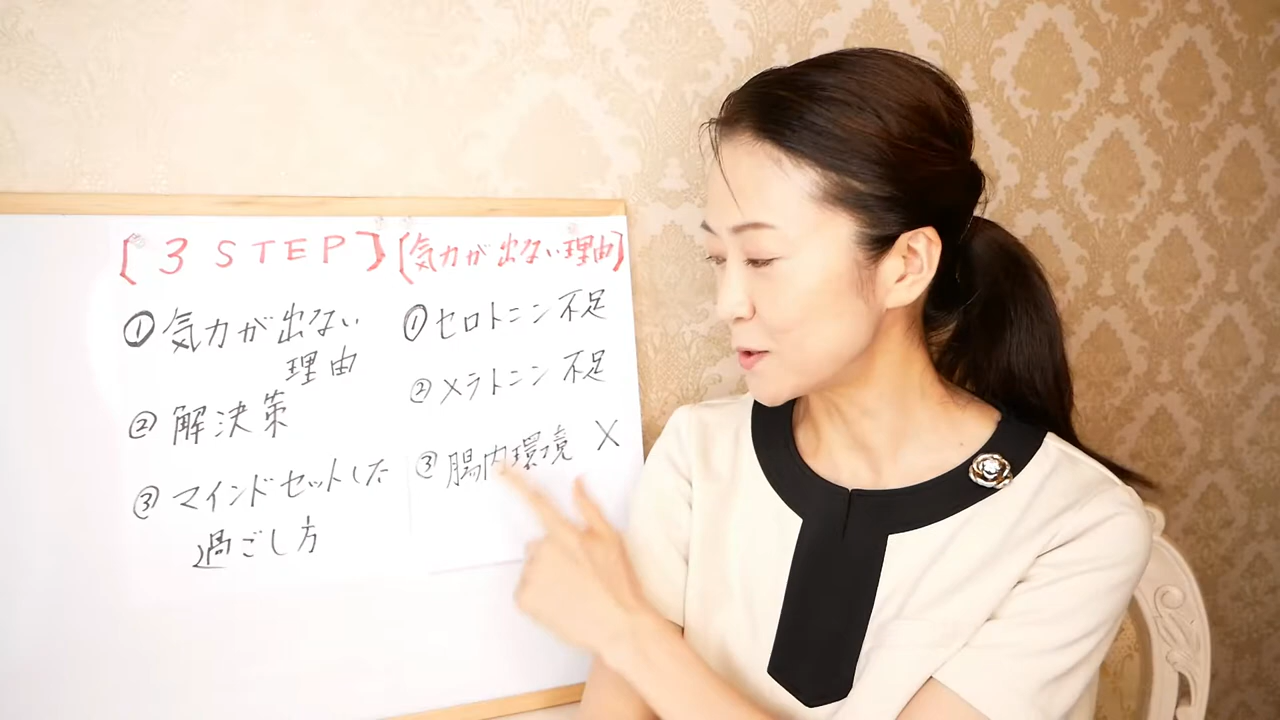 [3 STEP]
①気力が出ない
理由
②解決策
③マインドセットした
過ごし方
[気力が出ない理由]
①セロトニン不足
②メラトニン不足
③腸内環境 ×